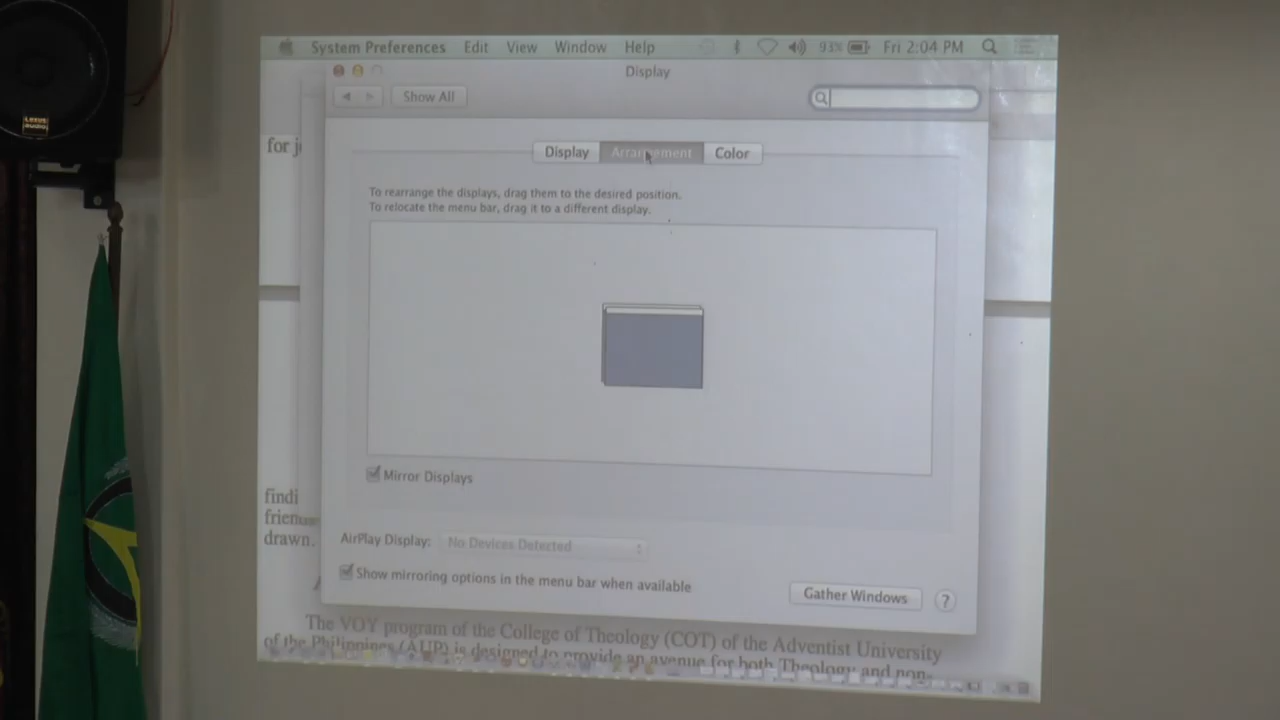 System Preferences Edit View Window Help 93% Fri 2:04 PM
Display
Show All
Lexus audio
for j
Display Arrangement Color
To rearrange the displays, drag them to the desired position.
To relocate the menu bar, drag it to a different display.
Mirror Displays
findi
drawn.
AirPlay Display: No Devices Detected
Show mirroring options in the menu bar when available
Gather Windows ?
The VOY program of the College of Theology (COT) of the Adventist University
of the Philippines (AUP) is designed to provide an avenue for both Theology and non-